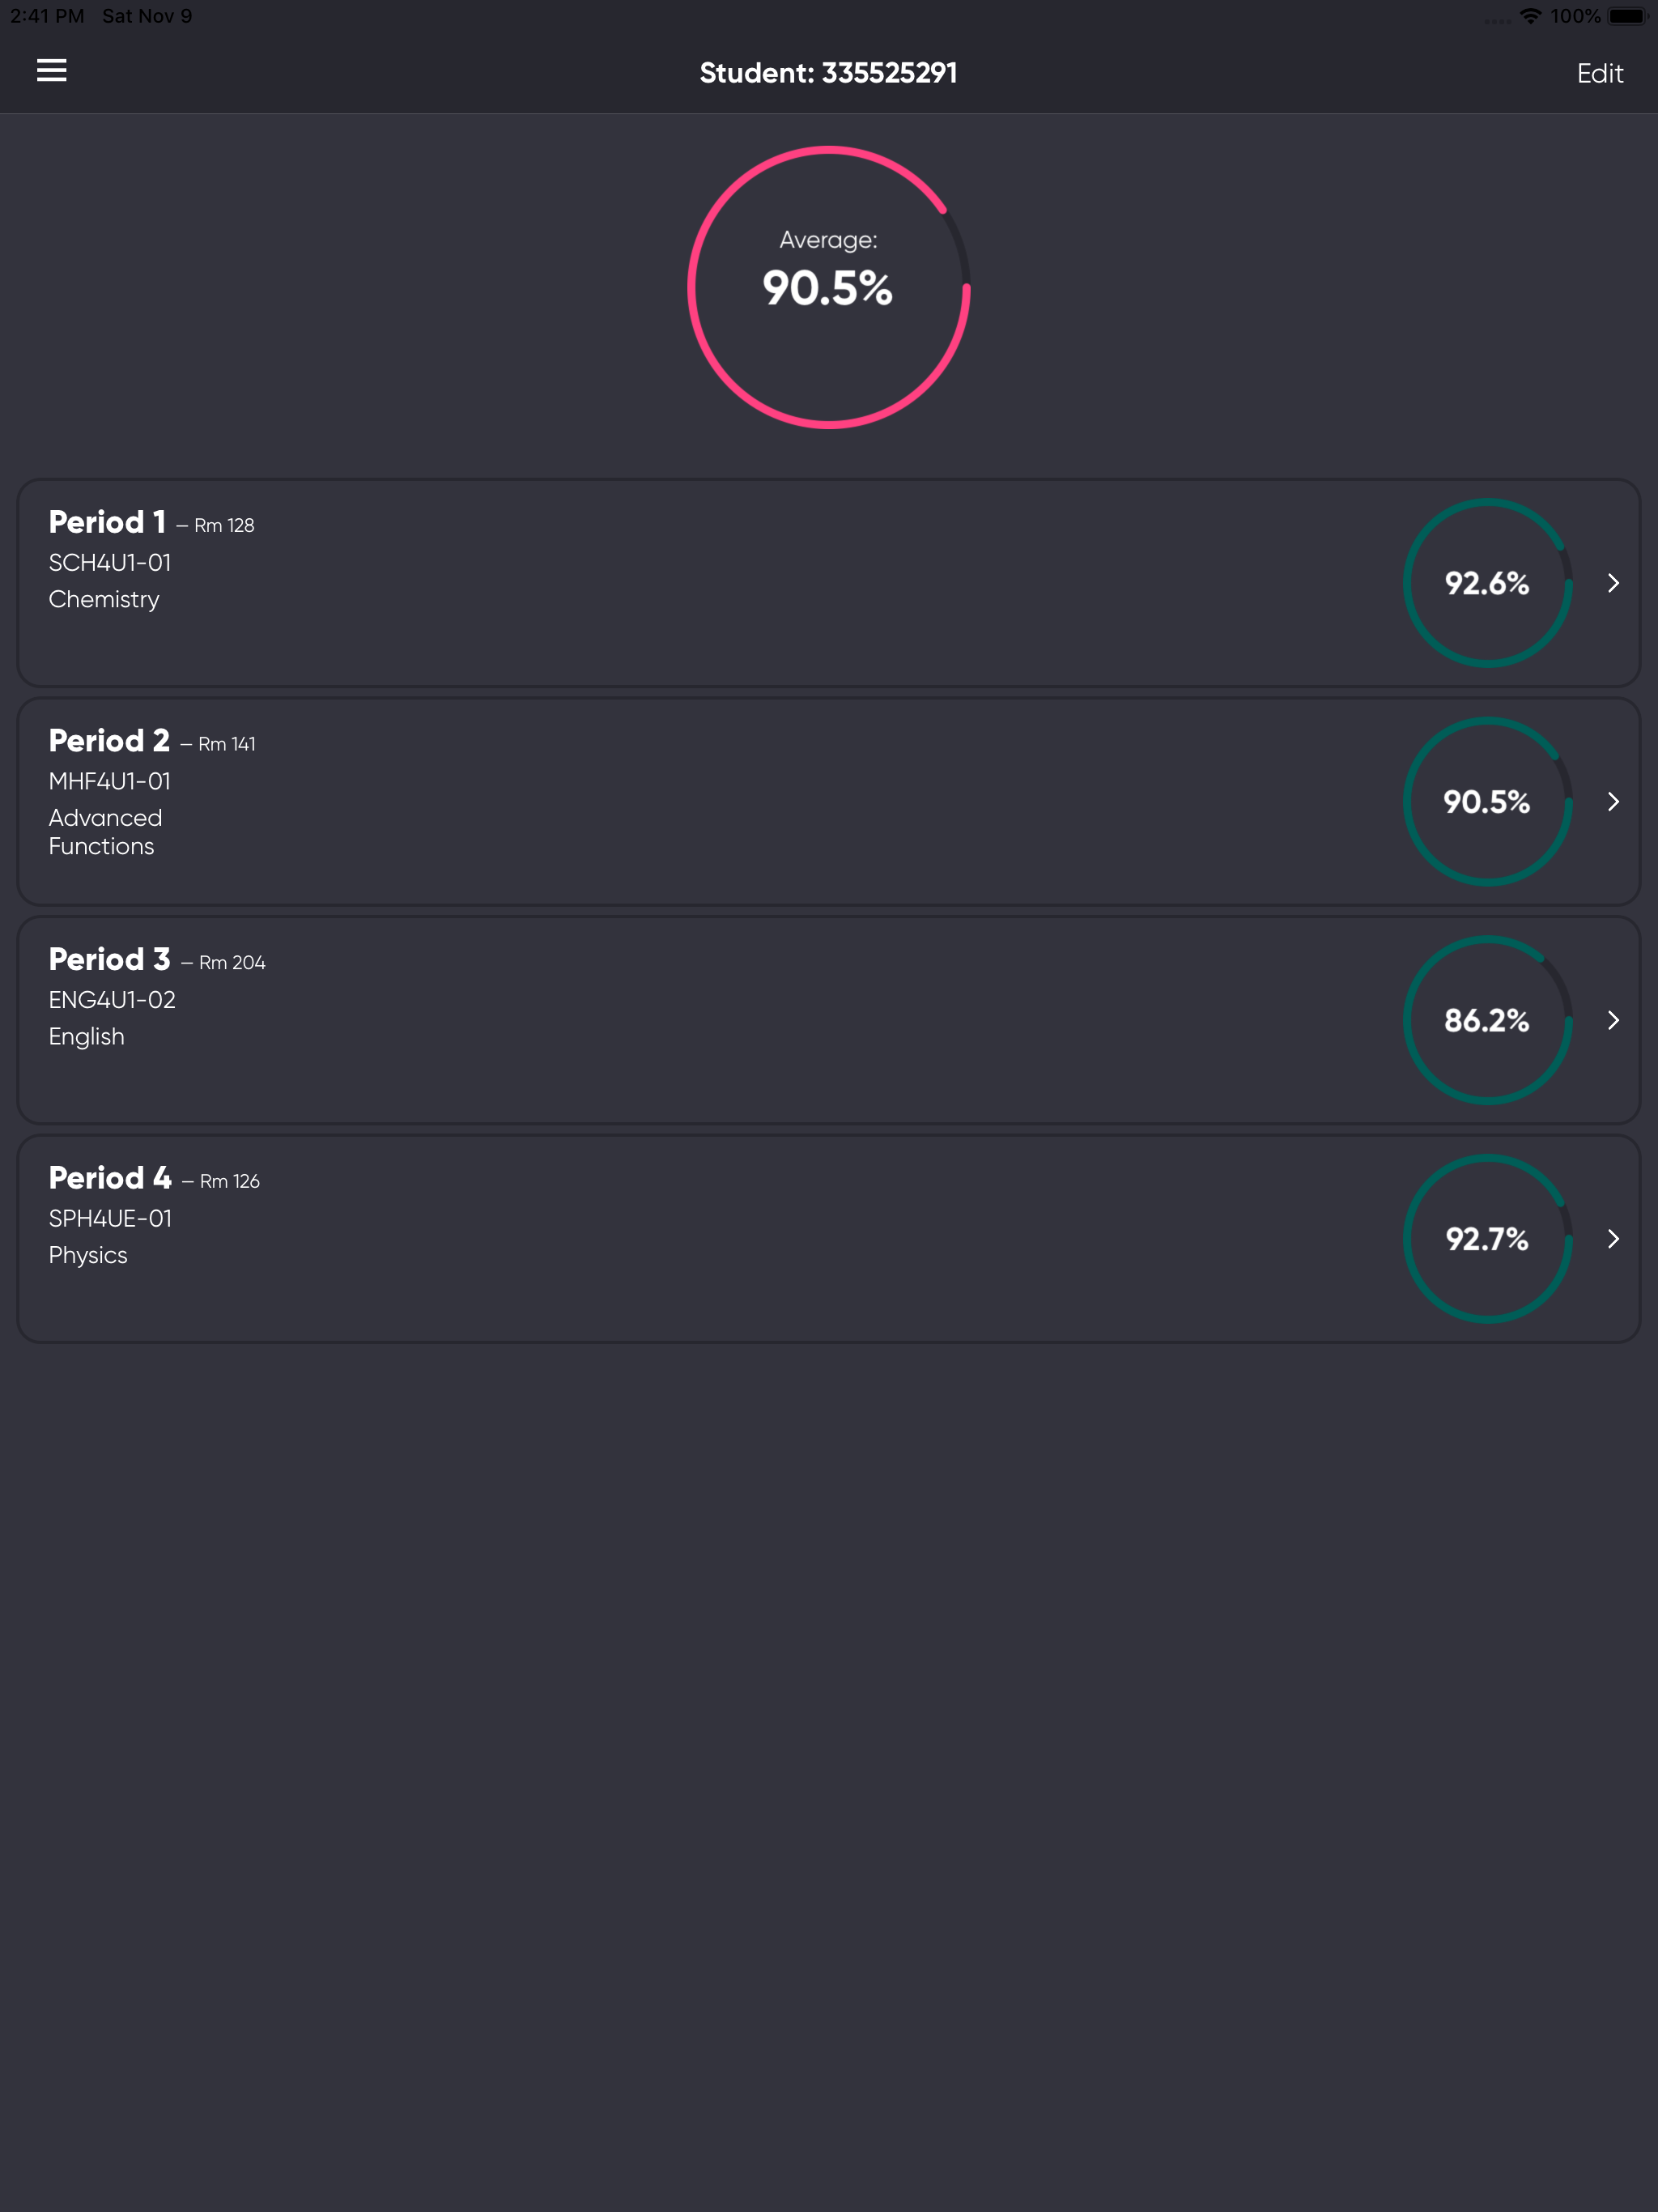 2:41 PM Sat Nov 9 100%
Student: 335525291 Edit
Average:
90.5%
Period 1 – Rm 128
SCH4U1-01
Chemistry
92.6%
Period 2 – Rm 141
MHF4U1-01
Advanced
Functions
90.5%
Period 3 – Rm 204
ENG4U1-02
English
86.2%
Period 4 – Rm 126
SPH4UE-01
Physics
92.7%